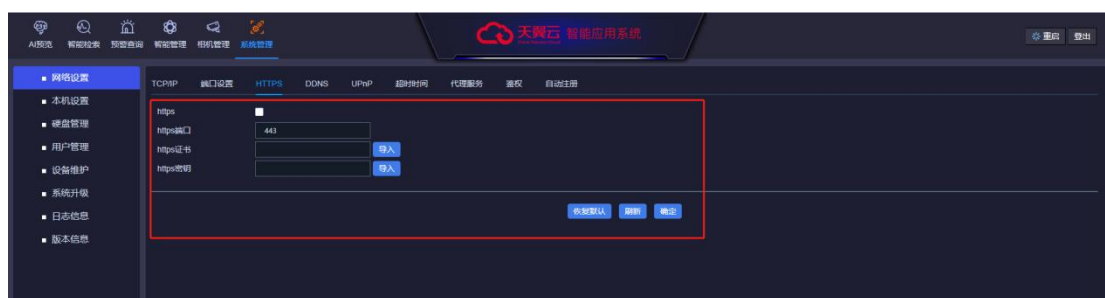 天翼云 智能应用系统
AI预览 智能检索 预警查询 智能管理 相机管理 系统管理
重启 登出
网络设置
本机设置
硬盘管理
用户管理
设备维护
系统升级
日志信息
版本信息
TCP/IP 端口设置 HTTPS DDNS UPnP 超时时间 代理服务 鉴权 自动注册
https
https端口 443
https证书 导入
https密钥 导入
恢复默认 刷新 确定